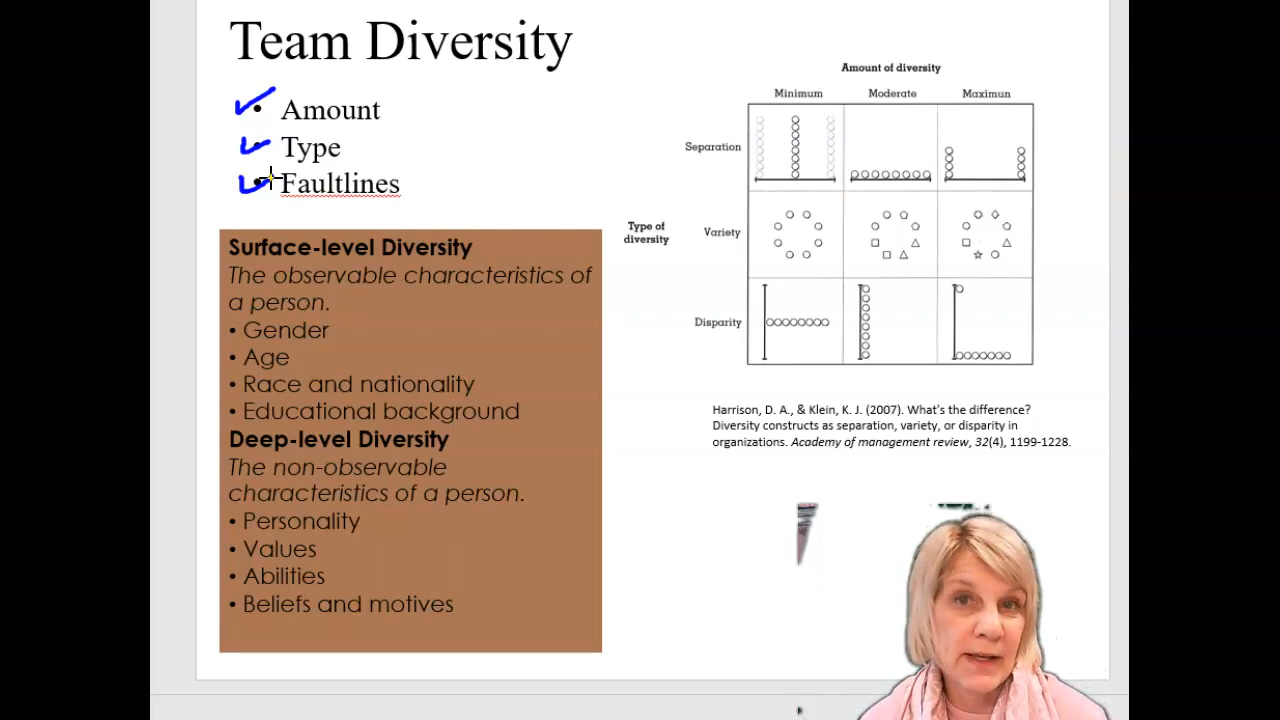 Team Diversity
• Amount
• Type
• Faultlines
Surface-level Diversity
The observable characteristics of
a person.
• Gender
• Age
• Race and nationality
• Educational background
Deep-level Diversity
The non-observable
characteristics of a person.
• Personality
• Values
• Abilities
• Beliefs and motives
Amount of diversity
Minimum Moderate Maximun
Separation
Type of
diversity
Variety
Disparity
Harrison, D. A., & Klein, K. J. (2007). What's the difference?
Diversity constructs as separation, variety, or disparity in
organizations. Academy of management review, 32(4), 1199-1228.